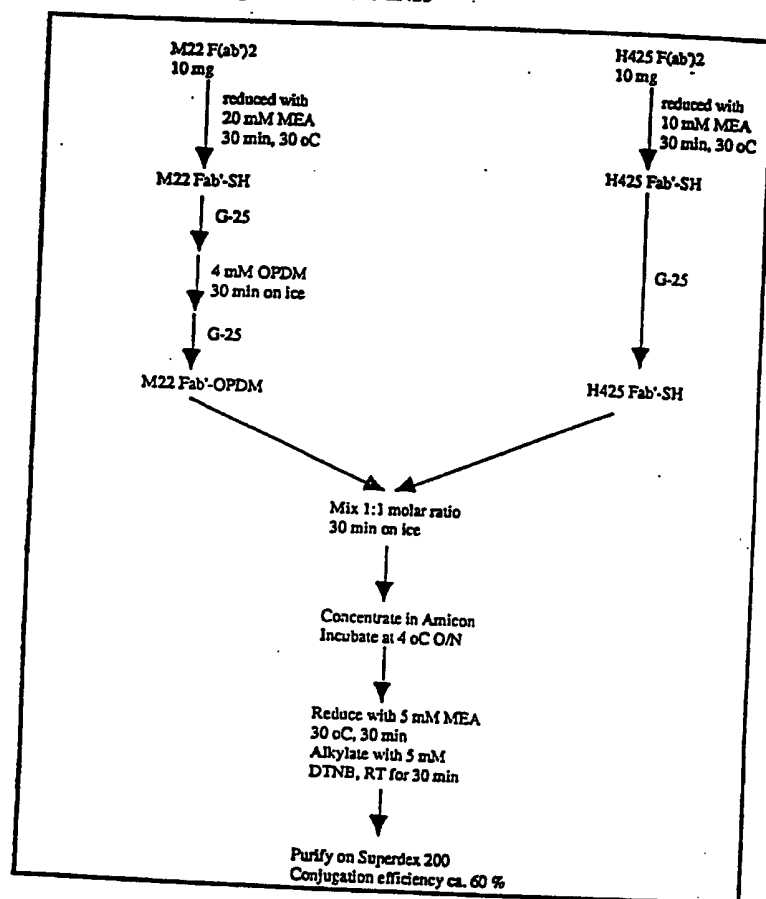 M22 F(ab')2
10 mg
reduced with
20 mM MEA
30 min, 30 oC
M22 Fab'-SH
G-25
4 mM OPDM
30 min on ice
G-25
M22 Fab'-OPDM
H425 F(ab')2
10 mg
reduced with
10 mM MEA
30 min, 30 oC
H425 Fab'-SH
G-25
H425 Fab'-SH
Mix 1:1 molar ratio
30 min on ice
Concentrate in Amicon
Incubate at 4 oC O/N
Reduce with 5 mM MEA
30 oC, 30 min
Alkylate with 5 mM
DTNB, RT for 30 min
Purify on Superdex 200
Conjugation efficiency ca. 60 %